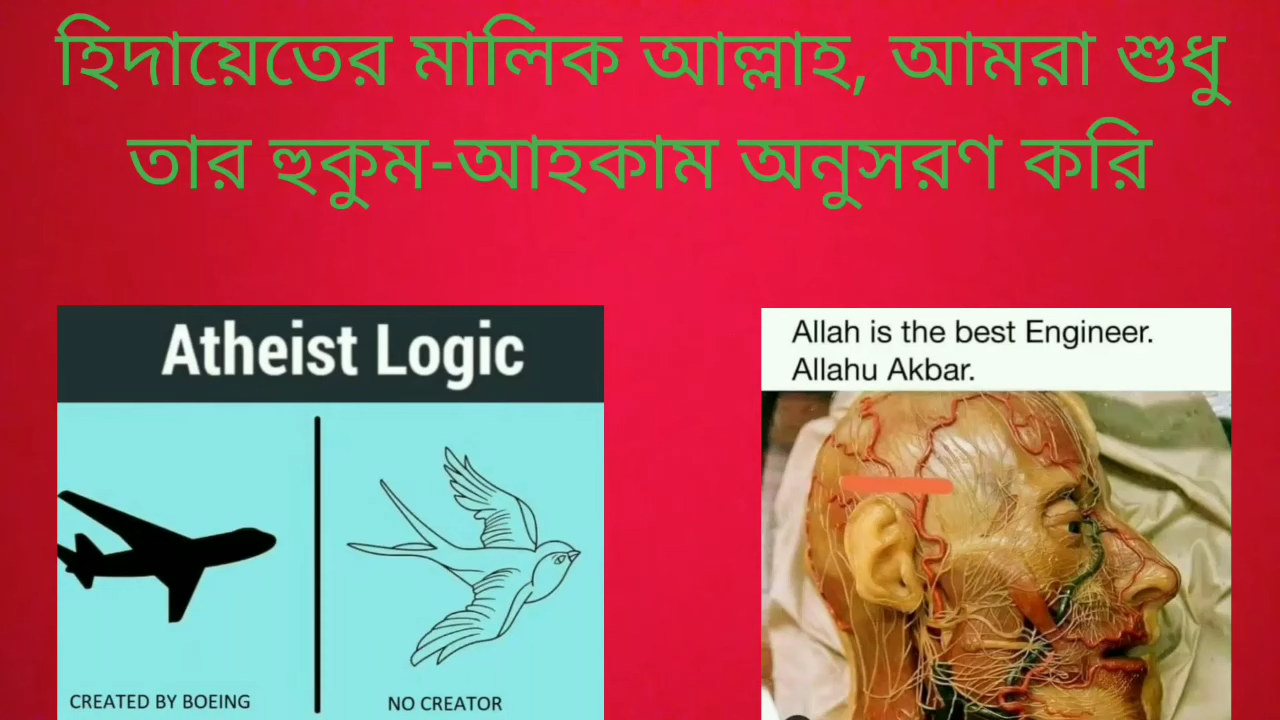 হিদায়েতের মালিক আল্লাহ, আমরা শুধু
তার হুকুম-আহকাম অনুসরণ করি
Atheist Logic
CREATED BY BOEING
NO CREATOR
Allah is the best Engineer.
Allahu Akbar.